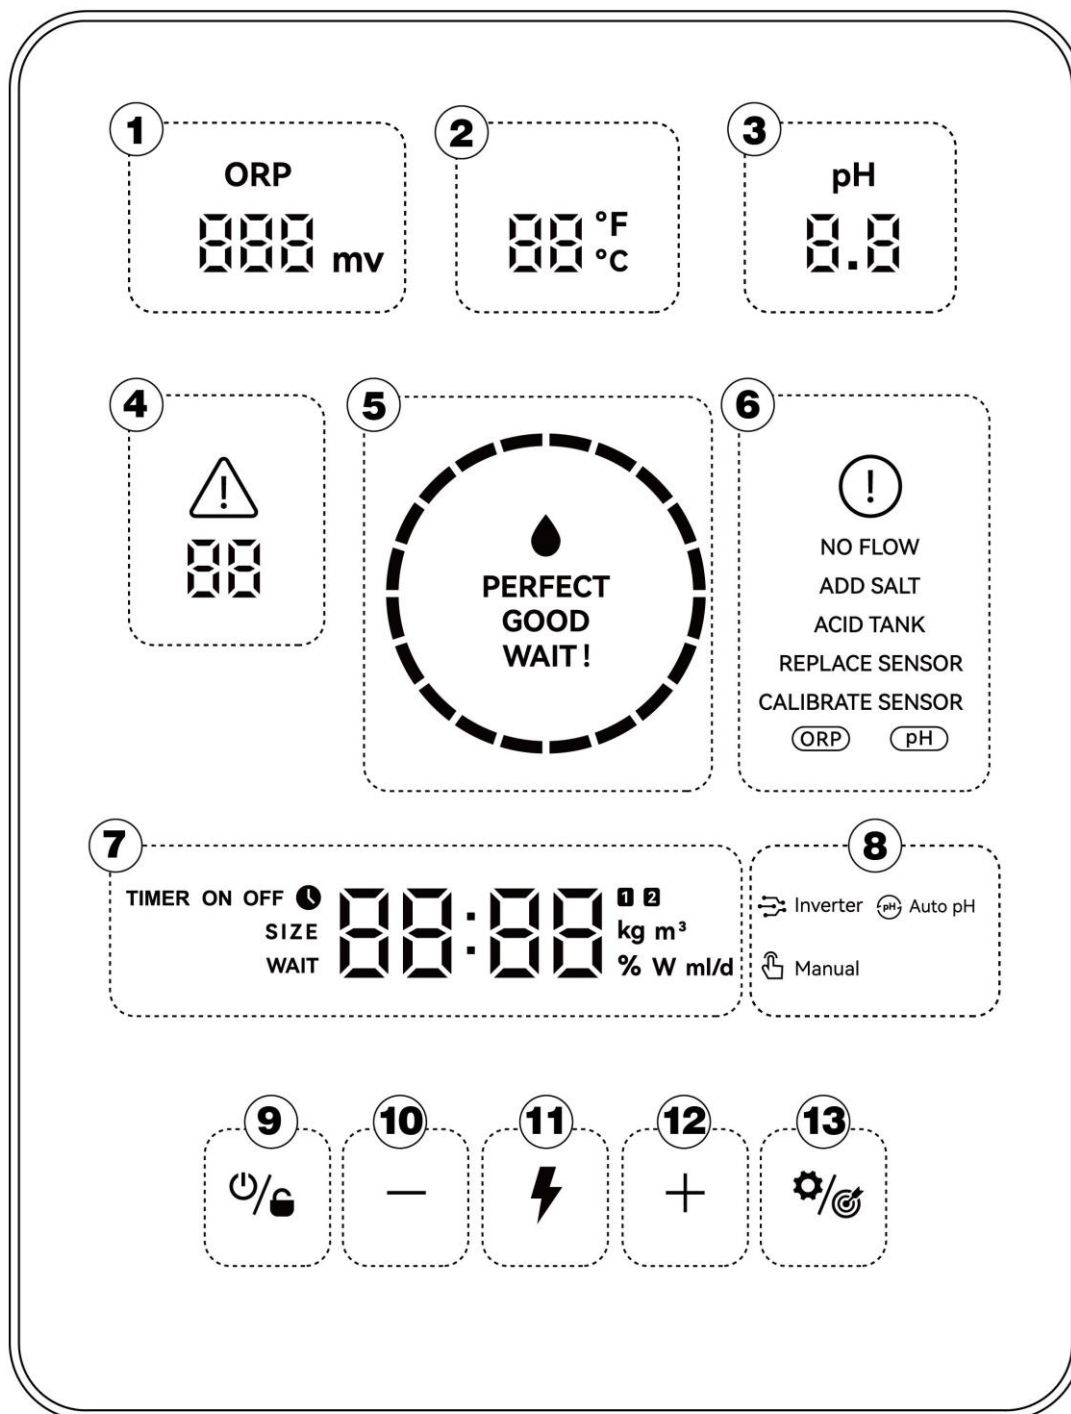 1
ORP
888 mv
2
88 °F
°C
3
pH
8.8
4
!
88
5
PERFECT
GOOD
WAIT!
6
!
NO FLOW
ADD SALT
ACID TANK
REPLACE SENSOR
CALIBRATE SENSOR
ORP pH
7
TIMER ON OFF 88:88 1 2
SIZE kg m³
WAIT % W ml/d
8
Inverter pH Auto pH
Manual
9 10 11 12 13
/ — + /